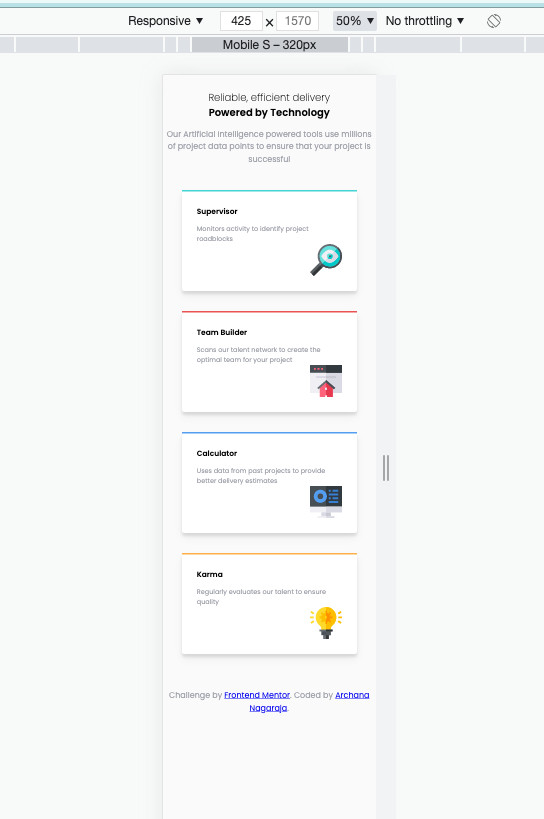 Responsive ▼ 425 × 1570 50% ▼ No throttling ▼
Mobile S – 320px
Reliable, efficient delivery
Powered by Technology
Our Artificial Intelligence powered tools use millions
of project data points to ensure that your project is
successful
Supervisor
Monitors activity to identify project
roadblocks
Team Builder
Scans our talent network to create the
optimal team for your project
Calculator
Uses data from past projects to provide
better delivery estimates
Karma
Regularly evaluates our talent to ensure
quality
Challenge by Frontend Mentor. Coded by Archana
Nagaraja.